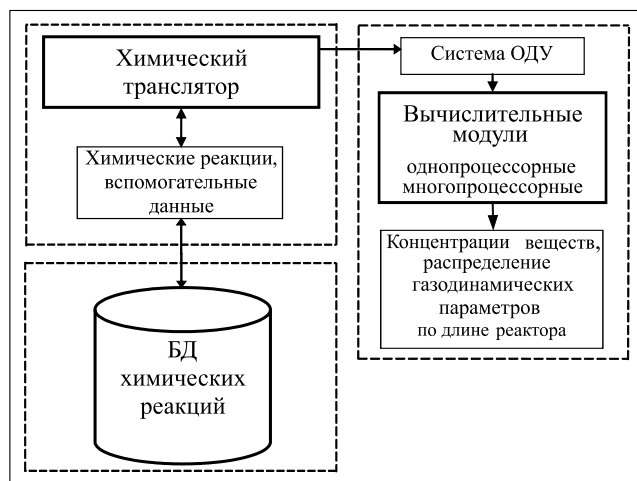 Химический
транслятор
Химические реакции,
вспомогательные
данные
БД
химических
реакций
Система ОДУ
Вычислительные
модули
однопроцессорные
многопроцессорные
Концентрации веществ,
распределение
газодинамических
параметров
по длине реактора